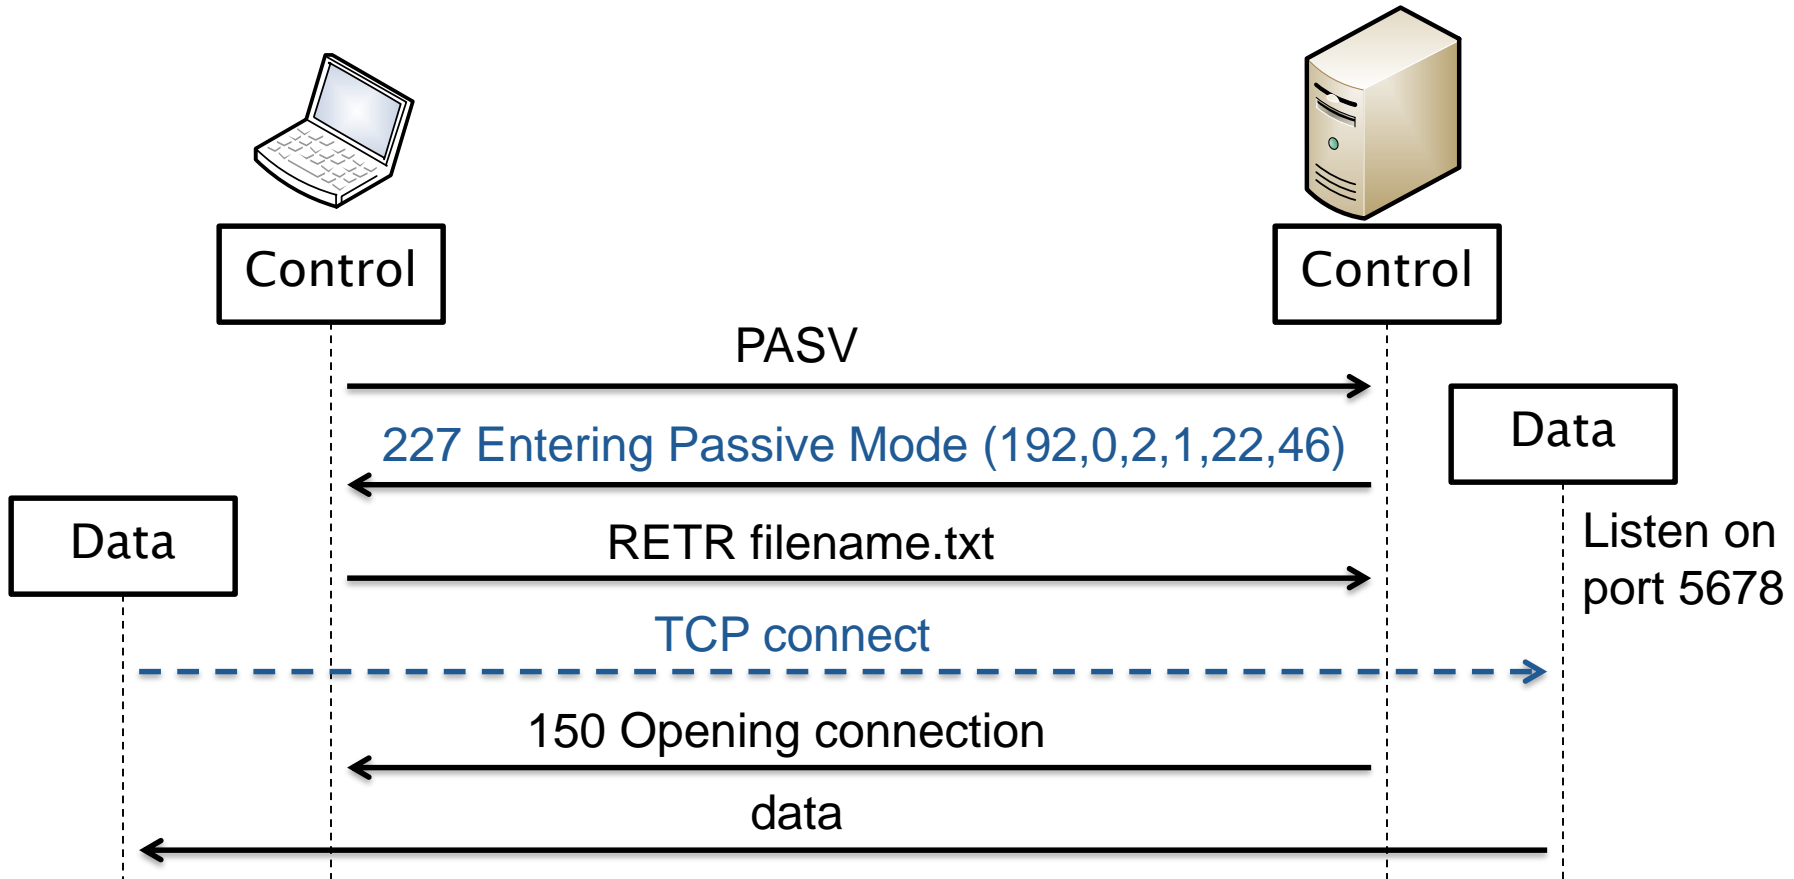 Control
Control
PASV
Data
227 Entering Passive Mode (192,0,2,1,22,46)
Data
RETR filename.txt
Listen on
port 5678
TCP connect
150 Opening connection
data